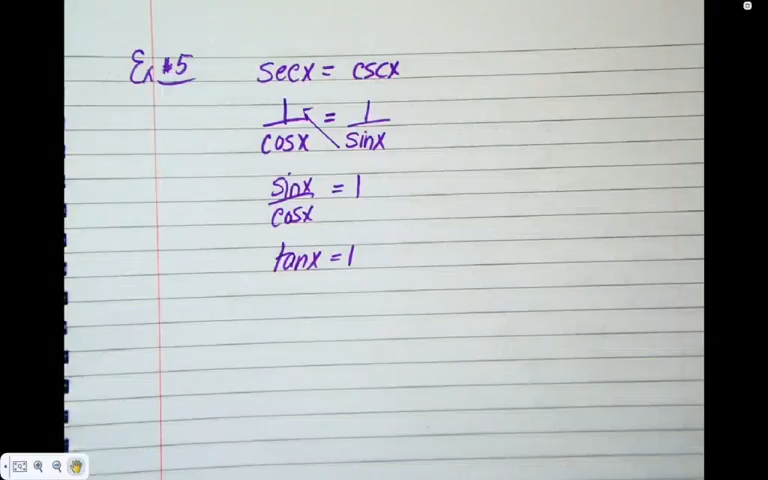 Ex #5
secx = cscx
1/cosx = 1/sinx
sinx/cosx = 1
tanx = 1